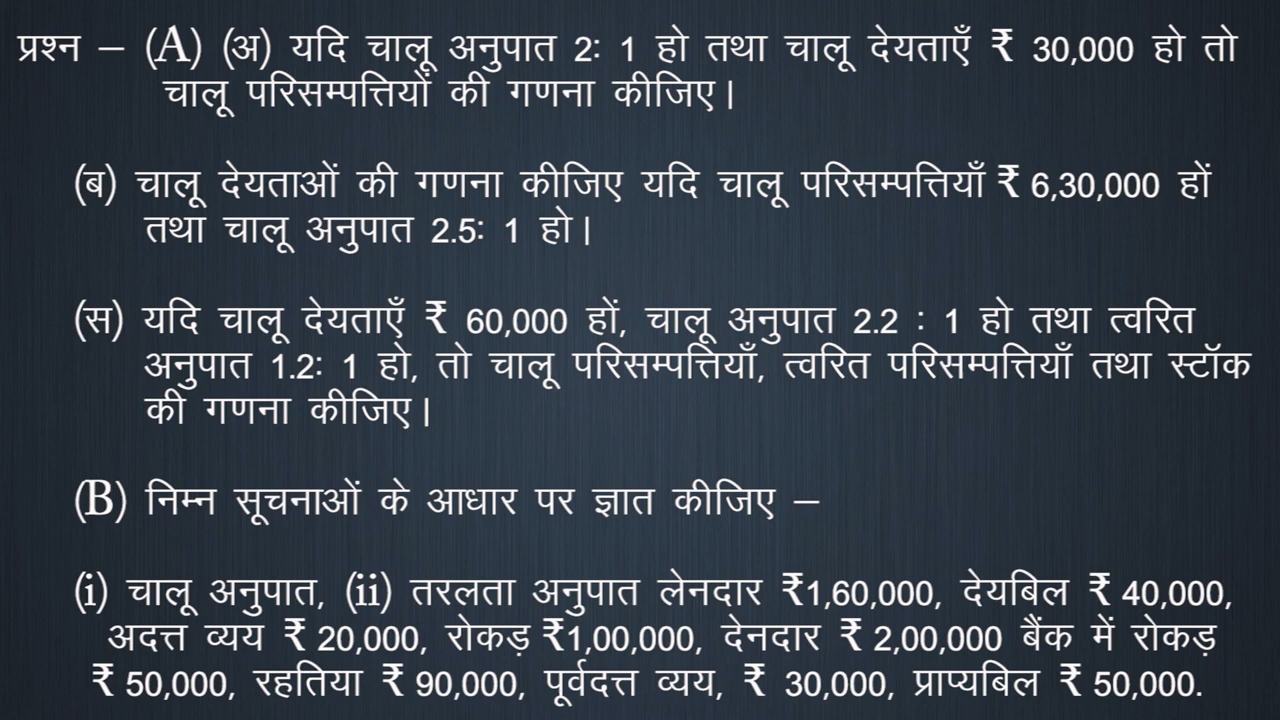 प्रश्न – (A) (अ) यदि चालू अनुपात 2: 1 हो तथा चालू देयताएँ ₹ 30,000 हो तो
चालू परिसम्पत्तियों की गणना कीजिए।
(ब) चालू देयताओं की गणना कीजिए यदि चालू परिसम्पत्तियाँ ₹ 6,30,000 हों
तथा चालू अनुपात 2.5: 1 हो।
(स) यदि चालू देयताएँ ₹ 60,000 हों, चालू अनुपात 2.2 : 1 हो तथा त्वरित
अनुपात 1.2: 1 हो, तो चालू परिसम्पत्तियाँ, त्वरित परिसम्पत्तियाँ तथा स्टॉक
की गणना कीजिए।
(B) निम्न सूचनाओं के आधार पर ज्ञात कीजिए –
(i) चालू अनुपात, (ii) तरलता अनुपात लेनदार ₹1,60,000, देयबिल ₹ 40,000,
अदत्त व्यय ₹ 20,000, रोकड़ ₹1,00,000, देनदार ₹ 2,00,000 बैंक में रोकड़
₹ 50,000, रहतिया ₹ 90,000, पूर्वदत्त व्यय, ₹ 30,000, प्राप्यबिल ₹ 50,000.